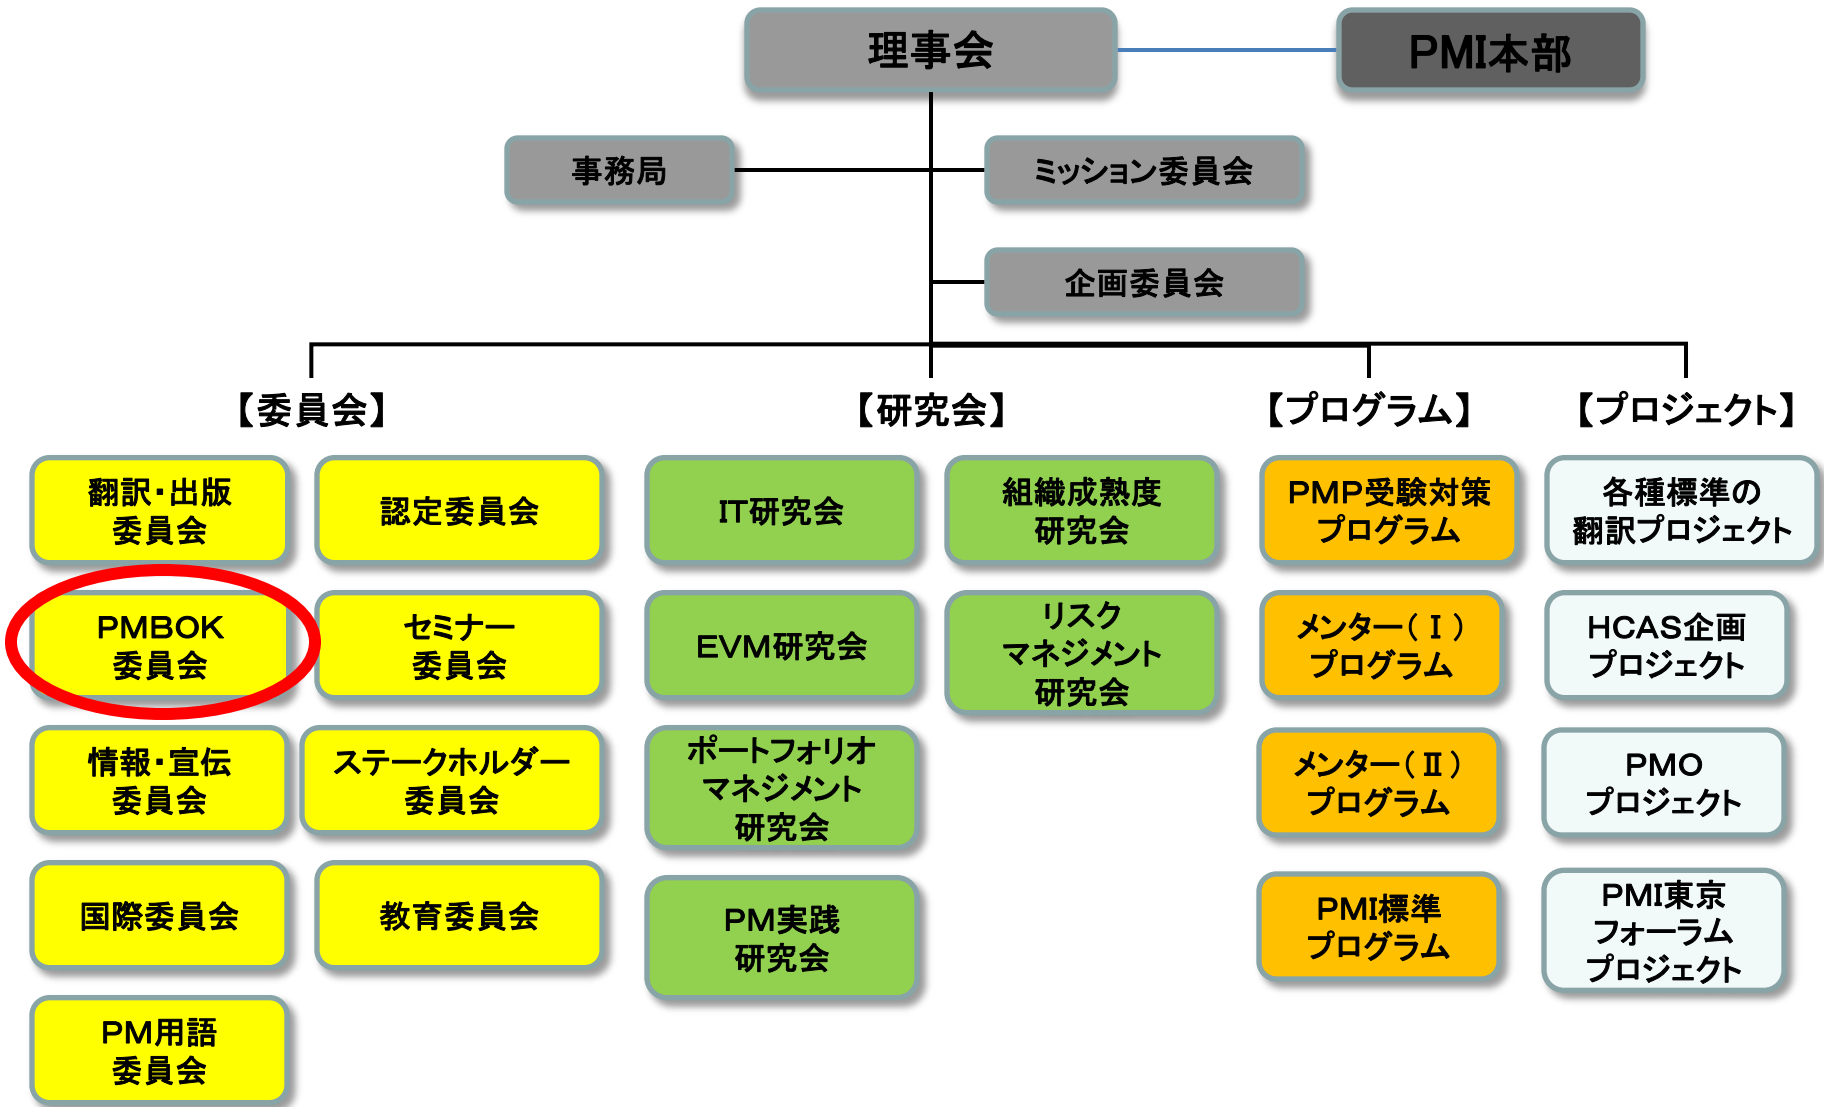 理事会
PMI本部
事務局
ミッション委員会
企画委員会
【委員会】
【研究会】
【プログラム】
【プロジェクト】
翻訳・出版
委員会
認定委員会
PMBOK
委員会
セミナー
委員会
情報・宣伝
委員会
ステークホルダー
委員会
国際委員会
教育委員会
PM用語
委員会
IT研究会
組織成熟度
研究会
EVM研究会
リスク
マネジメント
研究会
ポートフォリオ
マネジメント
研究会
PM実践
研究会
PMP受験対策
プログラム
メンター(Ⅰ)
プログラム
メンター(Ⅱ)
プログラム
PMI標準
プログラム
各種標準の
翻訳プロジェクト
HCAS企画
プロジェクト
PMO
プロジェクト
PMI東京
フォーラム
プロジェクト